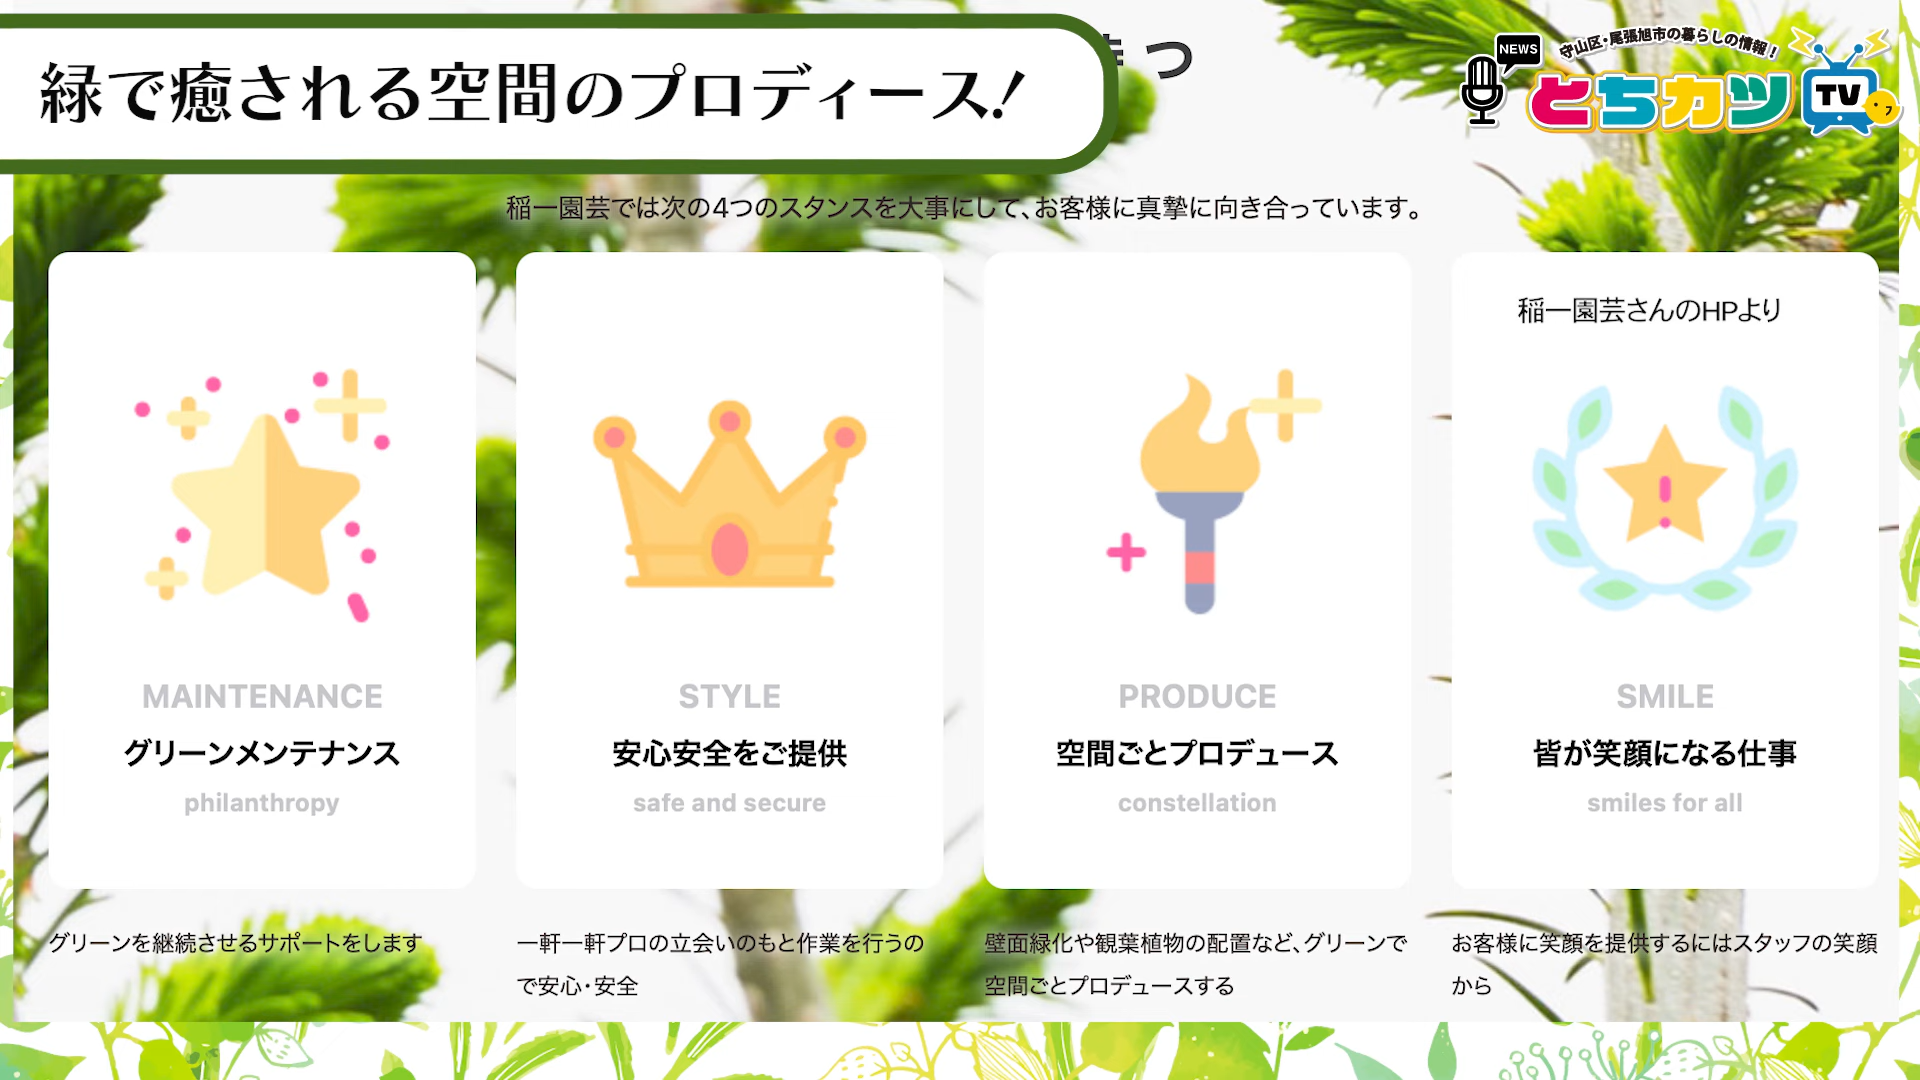 緑で癒される空間のプロディース!
つ
NEWS
守山区・尾張旭市の暮らしの情報!
とちカツ
TV
稲一園芸では次の4つのスタンスを大事にして、お客様に真摯に向き合っています。
稲一園芸さんのHPより
MAINTENANCE
グリーンメンテナンス
philanthropy
グリーンを継続させるサポートをします
STYLE
安心安全をご提供
safe and secure
一軒一軒プロの立会いのもと作業を行うの
で安心・安全
PRODUCE
空間ごとプロデュース
constellation
壁面緑化や観葉植物の配置など、グリーンで
空間ごとプロデュースする
SMILE
皆が笑顔になる仕事
smiles for all
お客様に笑顔を提供するにはスタッフの笑顔
から